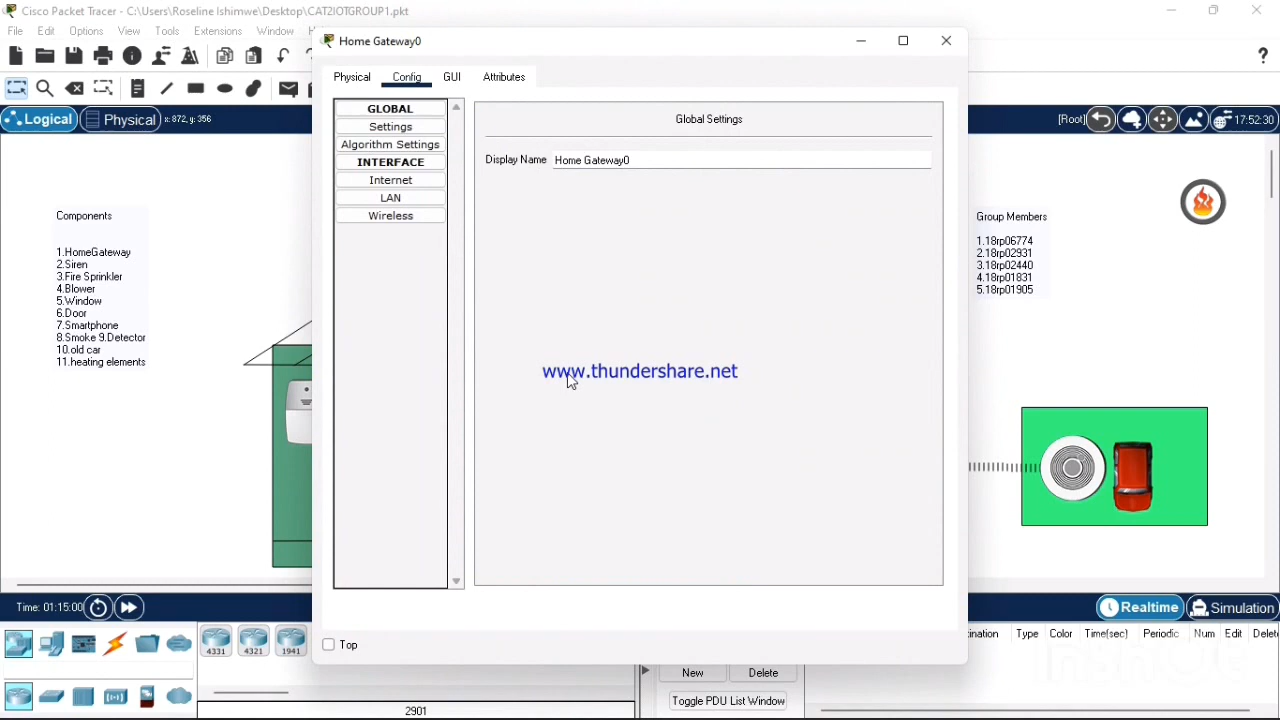 Cisco Packet Tracer - C:\Users\Roseline Ishimwe\Desktop\CAT2IOTGROUP1.pkt
File Edit Options View Tools Extensions Window
Home Gateway0
Physical Config GUI Attributes
Logical Physical x: 872, y: 356
[Root] 17:52:30
GLOBAL
Settings
Algorithm Settings
INTERFACE
Internet
LAN
Wireless
Global Settings
Display Name Home Gateway0
www.thundershare.net
Top
Components
1.HomeGateway
2.Siren
3.Fire Sprinkler
4.Blower
5.Window
6.Door
7.Smartphone
8.Smoke 9.Detector
10.old car
11.heating elements
Group Members
1.18rp06774
2.18rp02931
3.18rp02440
4.18rp01831
5.18rp01905
Time: 01:15:00
Realtime Simulation
4331 4321 1941
2901
New Delete
Toggle PDU List Window
ination Type Color Time(sec) Periodic Num Edit Delet